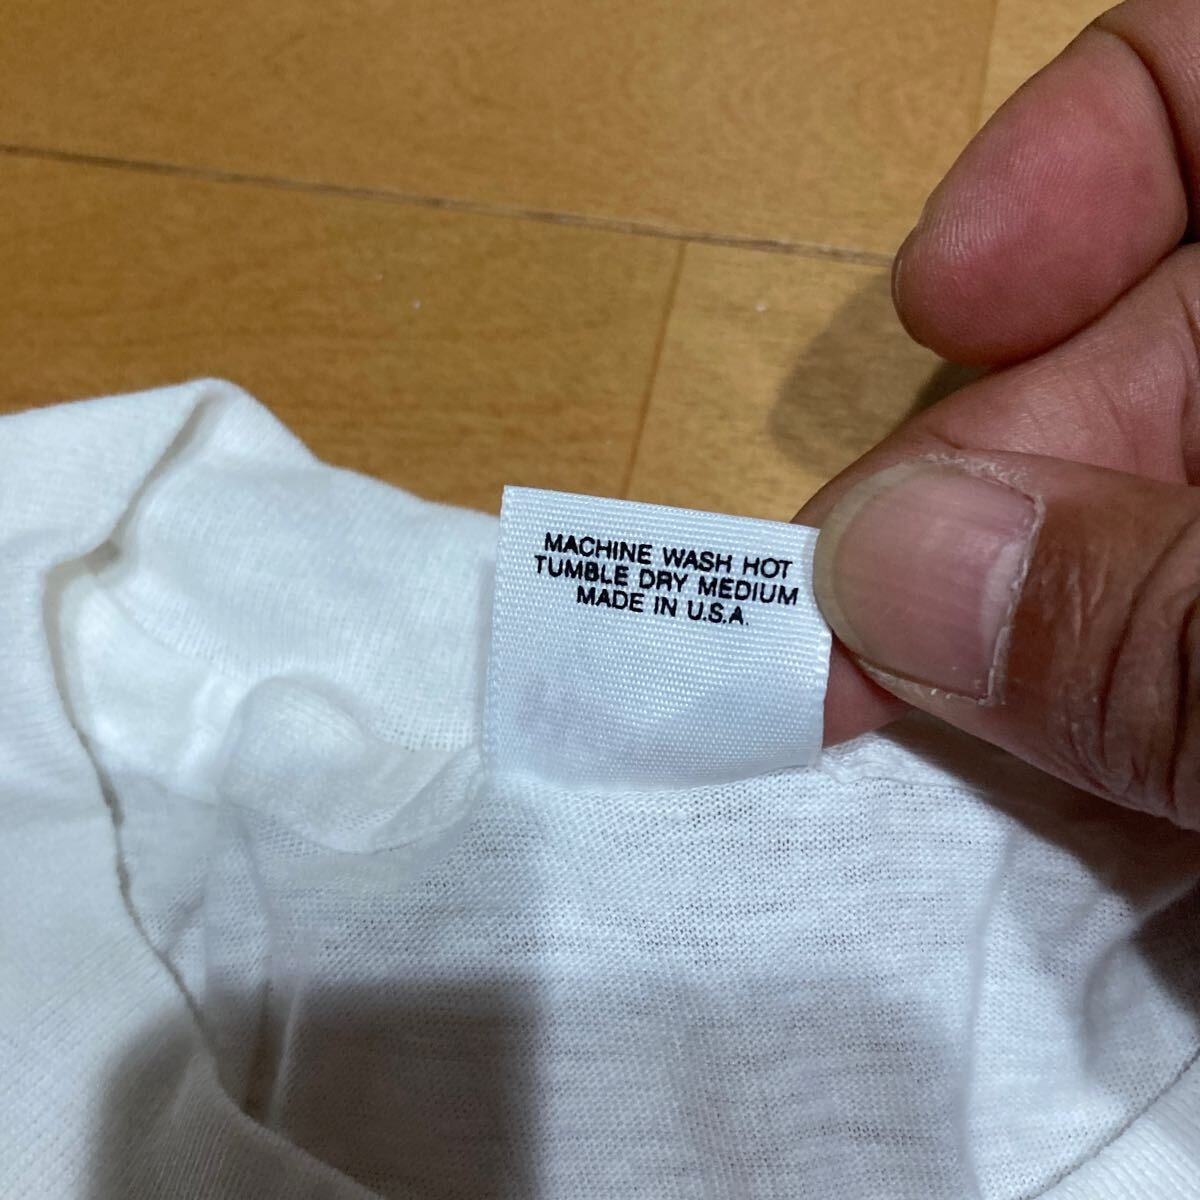 MACHINE WASH HOT
TUMBLE DRY MEDIUM
MADE IN U.S.A.